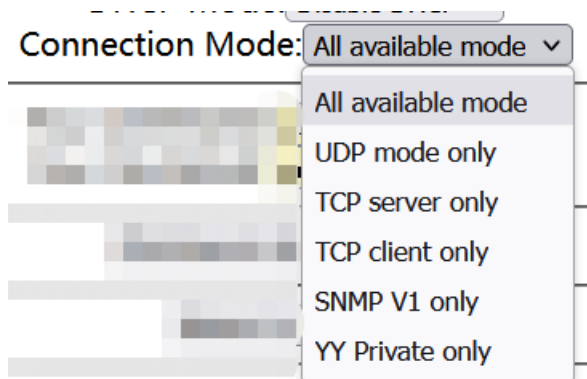 Connection Mode: All available mode
All available mode
UDP mode only
TCP server only
TCP client only
SNMP V1 only
YY Private only